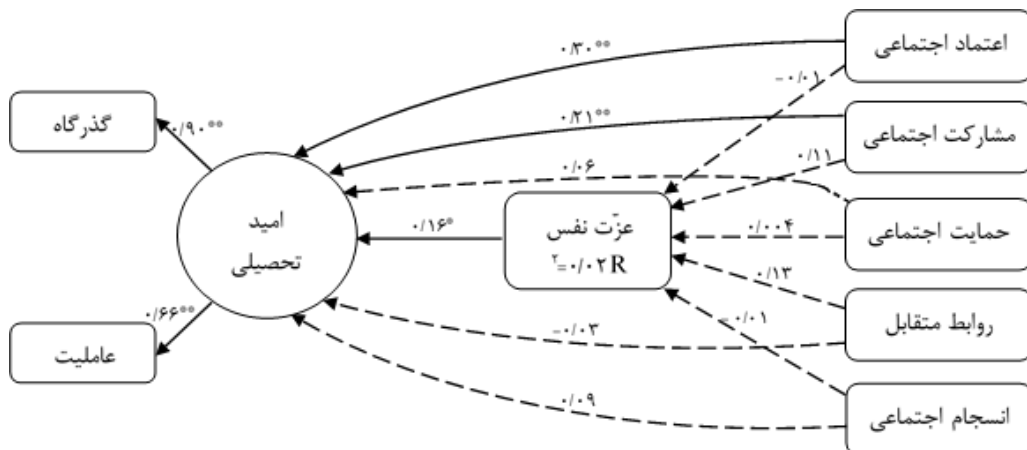 اعتماد اجتماعی
۰/۳۰**
-۰/۰۱
مشارکت اجتماعی
۰/۲۱**
۰/۱۱
گذرگاه
۰/۹۰**
۰/۰۶
حمایت اجتماعی
۰/۰۰۴
عزّت نفس
R۲=۰/۰۲
۰/۱۶*
امید
تحصیلی
۰/۱۳
روابط متقابل
-۰/۰۳
-۰/۰۱
۰/۶۶**
عاملیت
۰/۰۹
انسجام اجتماعی